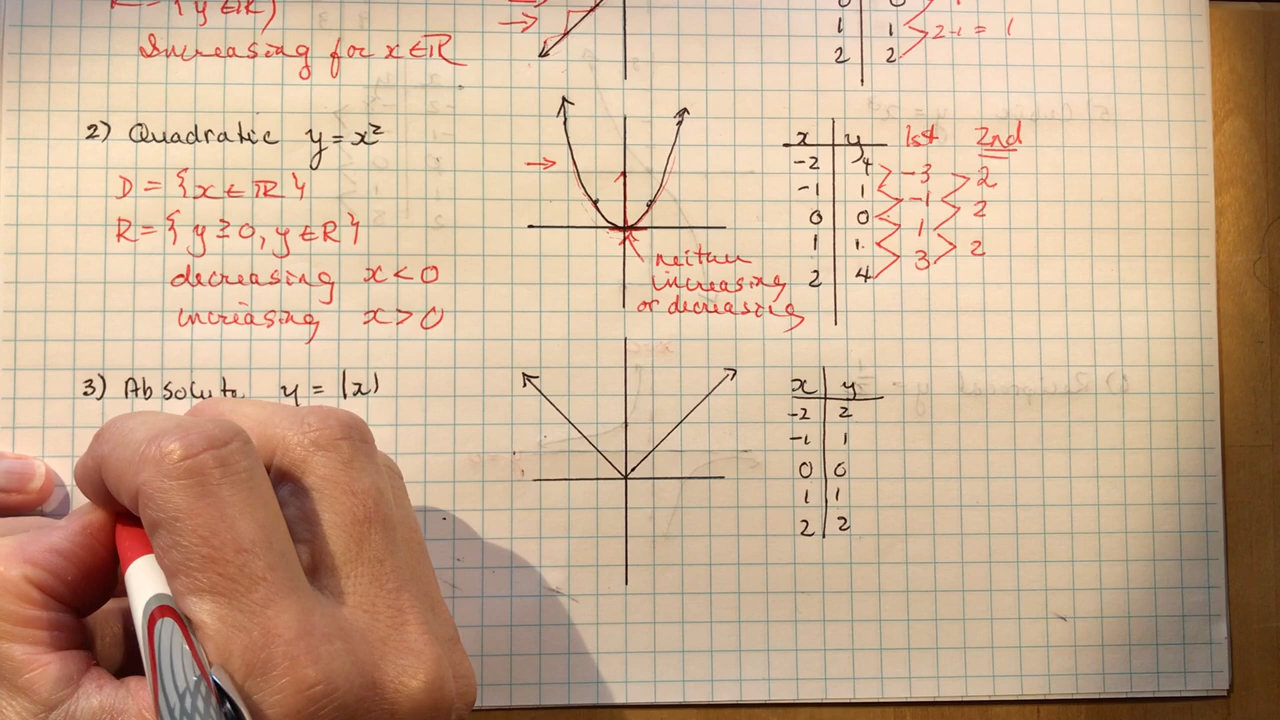 R = {y ∈ ℝ}
Increasing for x ∈ ℝ
0 0
1 1
2 2
2-1 = 1
2) Quadratic y = x²
D = {x ∈ ℝ}
R = {y ≥ 0, y ∈ ℝ}
decreasing x < 0
increasing x > 0
neither
increasing
or decreasing
x y 1st 2nd
-2 4
-1 1
0 0
1 1
2 4
-3 2
-1 2
1 2
3
3) Absolute y = |x|
x y
-2 2
-1 1
0 0
1 1
2 2